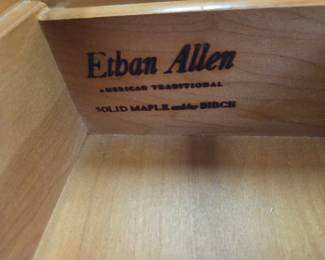 Ethan Allen
AMERICAN TRADITIONAL
SOLID MAPLE and/or BIRCH